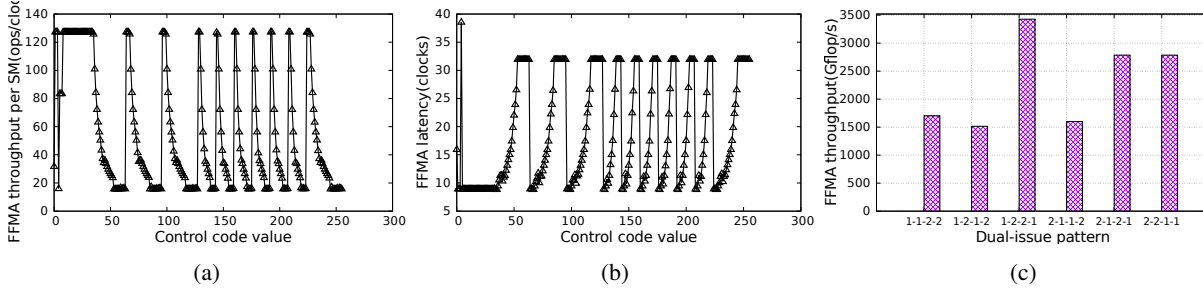 FFMA throughput per SM(ops/clock
140
120
100
80
60
40
20
0
0 50 100 150 200 250 300
Control code value
(a)
FFMA latency(clocks)
40
35
30
25
20
15
10
5
0 50 100 150 200 250 300
Control code value
(b)
FFMA throughput(Gflop/s)
3500
3000
2500
2000
1500
1000
500
0
1-1-2-2 1-2-1-2 1-2-2-1 2-1-1-2 2-1-2-1 2-2-1-1
Dual-issue pattern
(c)